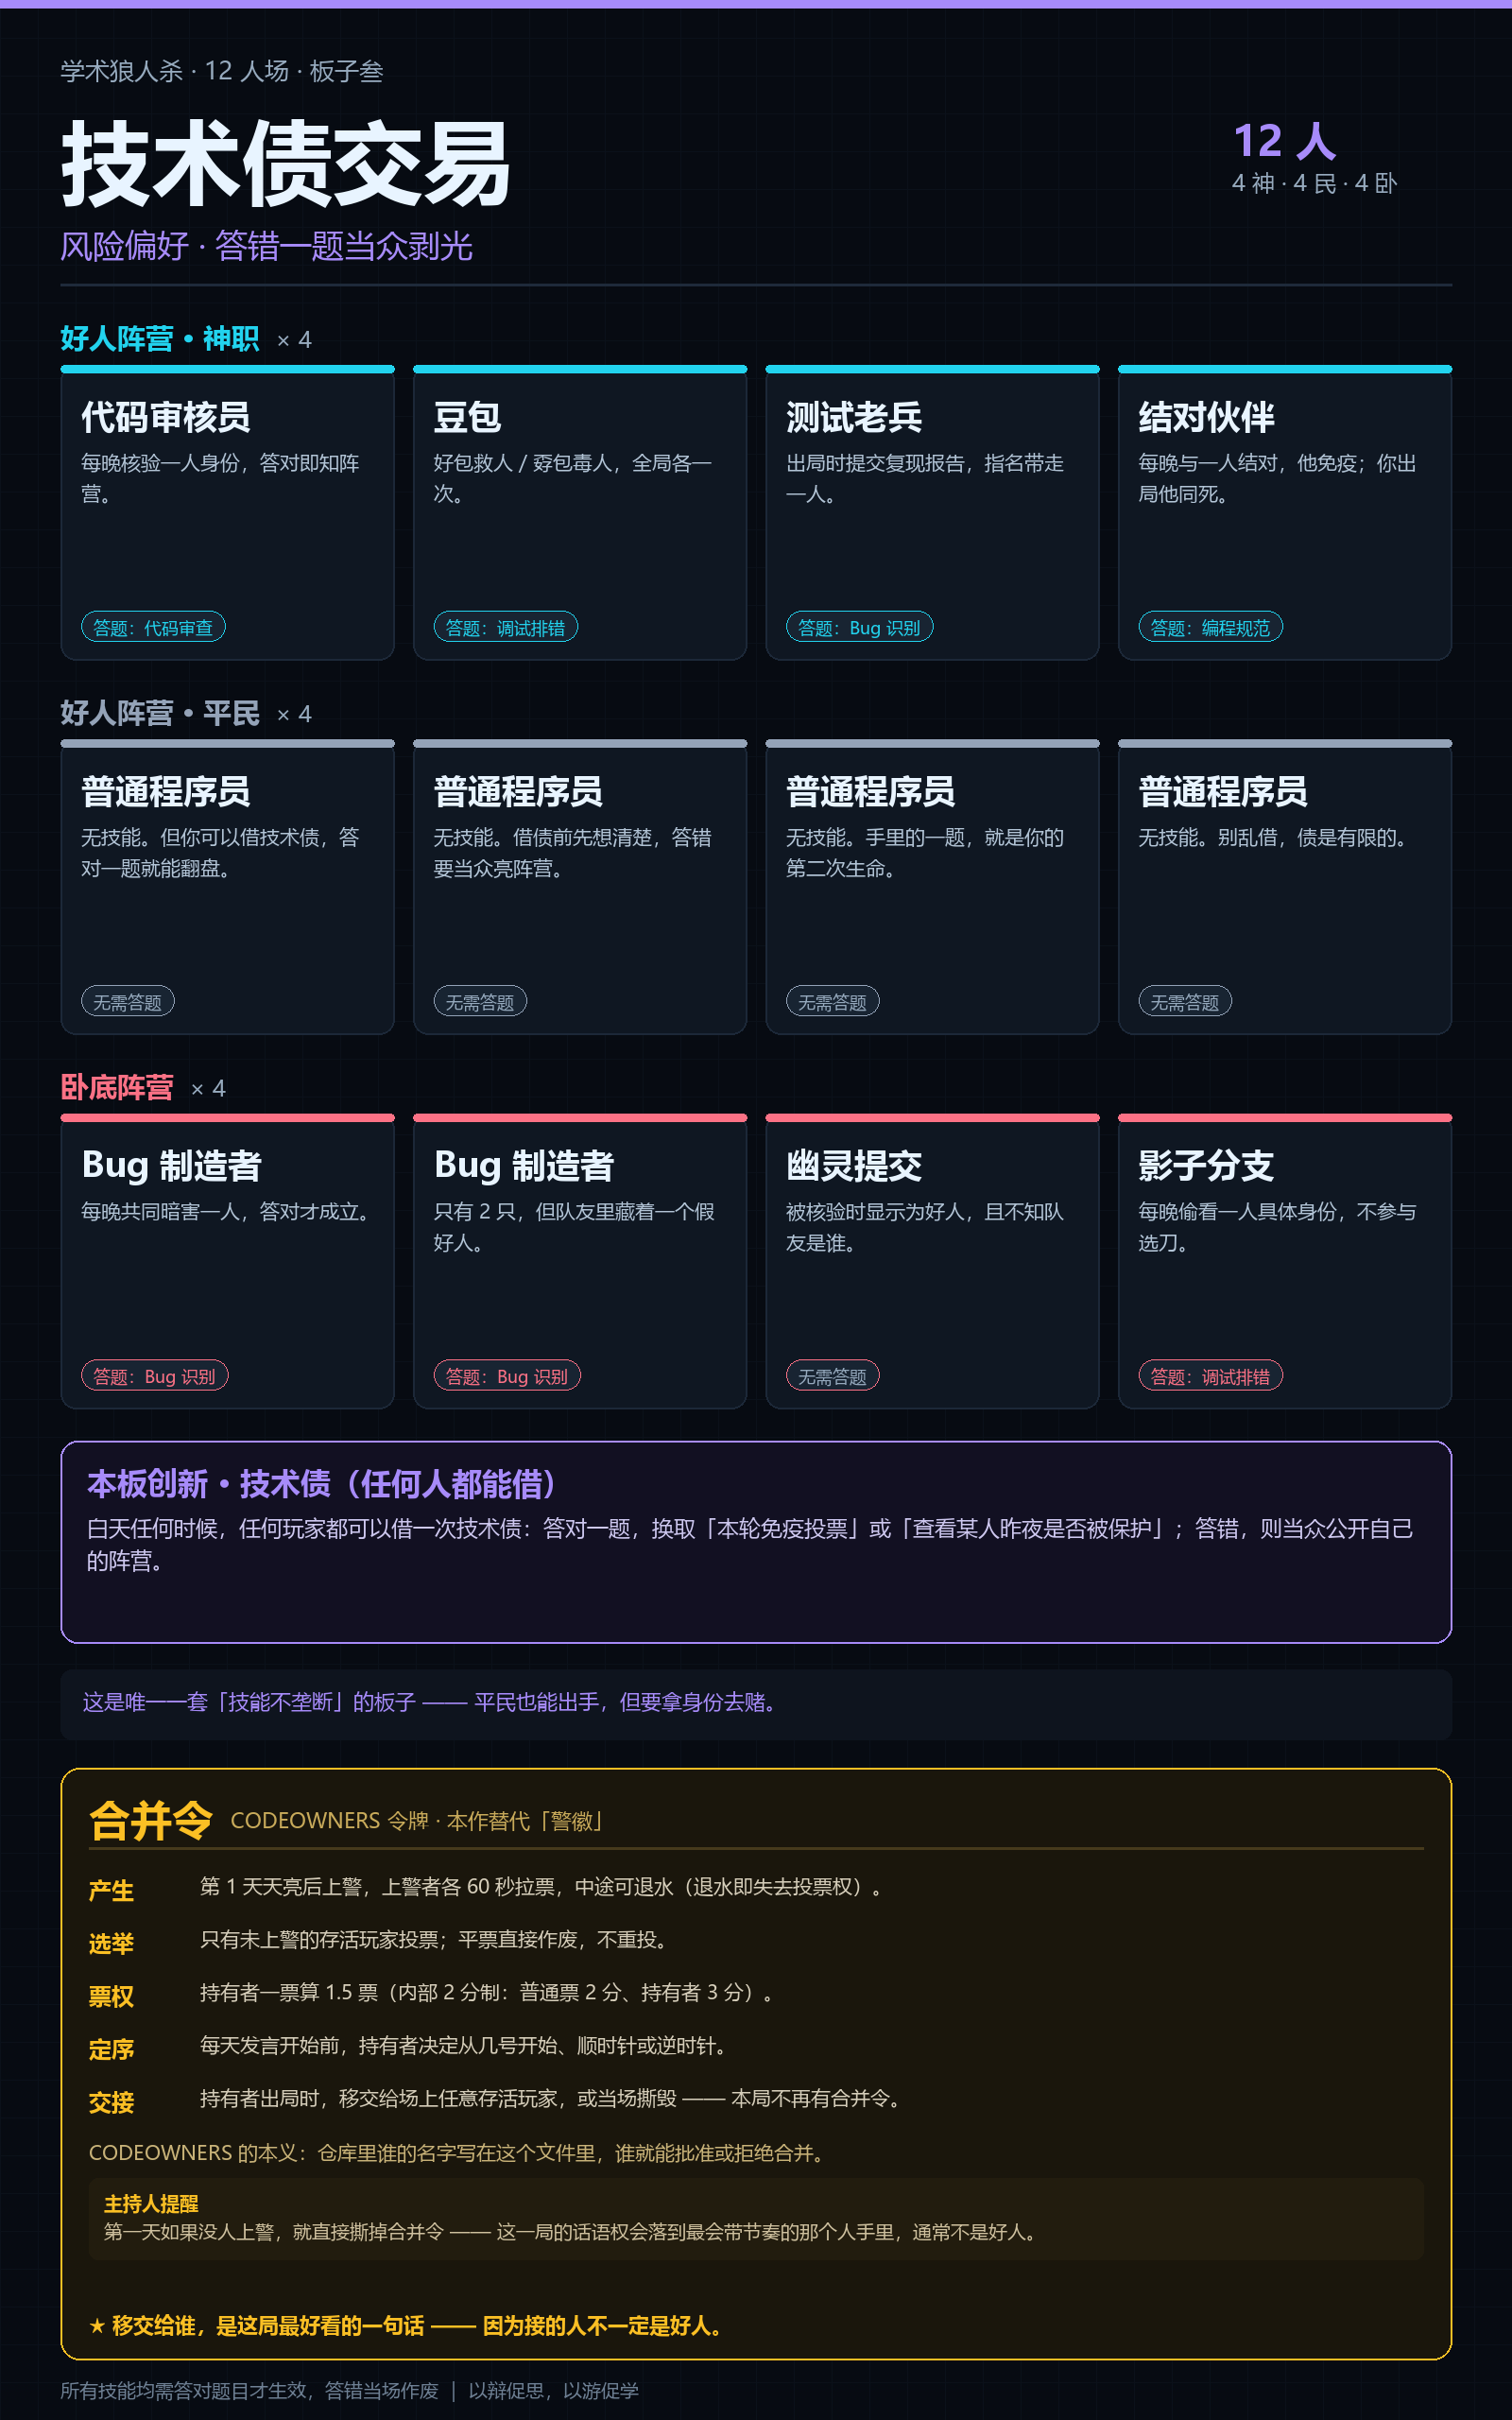 学术狼人杀 · 12 人场 · 板子叁
技术债交易
12 人
4 神 · 4 民 · 4 卧
风险偏好 · 答错一题当众剥光
好人阵营 • 神职 × 4
代码审核员
每晚核验一人身份，答对即知阵
营。
答题：代码审查
豆包
好包救人 / 孬包毒人，全局各一
次。
答题：调试排错
测试老兵
出局时提交复现报告，指名带走
一人。
答题：Bug 识别
结对伙伴
每晚与一人结对，他免疫；你出
局他同死。
答题：编程规范
好人阵营 • 平民 × 4
普通程序员
无技能。但你可以借技术债，答
对一题就能翻盘。
无需答题
普通程序员
无技能。借债前先想清楚，答错
要当众亮阵营。
无需答题
普通程序员
无技能。手里的一题，就是你的
第二次生命。
无需答题
普通程序员
无技能。别乱借，债是有限的。
无需答题
卧底阵营 × 4
Bug 制造者
每晚共同暗害一人，答对才成立。
答题：Bug 识别
Bug 制造者
只有 2 只，但队友里藏着一个假
好人。
答题：Bug 识别
幽灵提交
被核验时显示为好人，且不知队
友是谁。
无需答题
影子分支
每晚偷看一人具体身份，不参与
选刀。
答题：调试排错
本板创新 • 技术债（任何人都能借）
白天任何时候，任何玩家都可以借一次技术债：答对一题，换取「本轮免疫投票」或「查看某人昨夜是否被保护」；答错，则当众公开自己
的阵营。
这是唯一一套「技能不垄断」的板子 —— 平民也能出手，但要拿身份去赌。
合并令 CODEOWNERS 令牌 · 本作替代「警徽」
产生 第 1 天天亮后上警，上警者各 60 秒拉票，中途可退水（退水即失去投票权）。
选举 只有未上警的存活玩家投票；平票直接作废，不重投。
票权 持有者一票算 1.5 票（内部 2 分制：普通票 2 分、持有者 3 分）。
定序 每天发言开始前，持有者决定从几号开始、顺时针或逆时针。
交接 持有者出局时，移交给场上任意存活玩家，或当场撕毁 —— 本局不再有合并令。
CODEOWNERS 的本义：仓库里谁的名字写在这个文件里，谁就能批准或拒绝合并。
主持人提醒
第一天如果没人上警，就直接撕掉合并令 —— 这一局的话语权会落到最会带节奏的那个人手里，通常不是好人。
★ 移交给谁，是这局最好看的一句话 —— 因为接的人不一定是好人。
所有技能均需答对题目才生效，答错当场作废 ｜ 以辩促思，以游促学